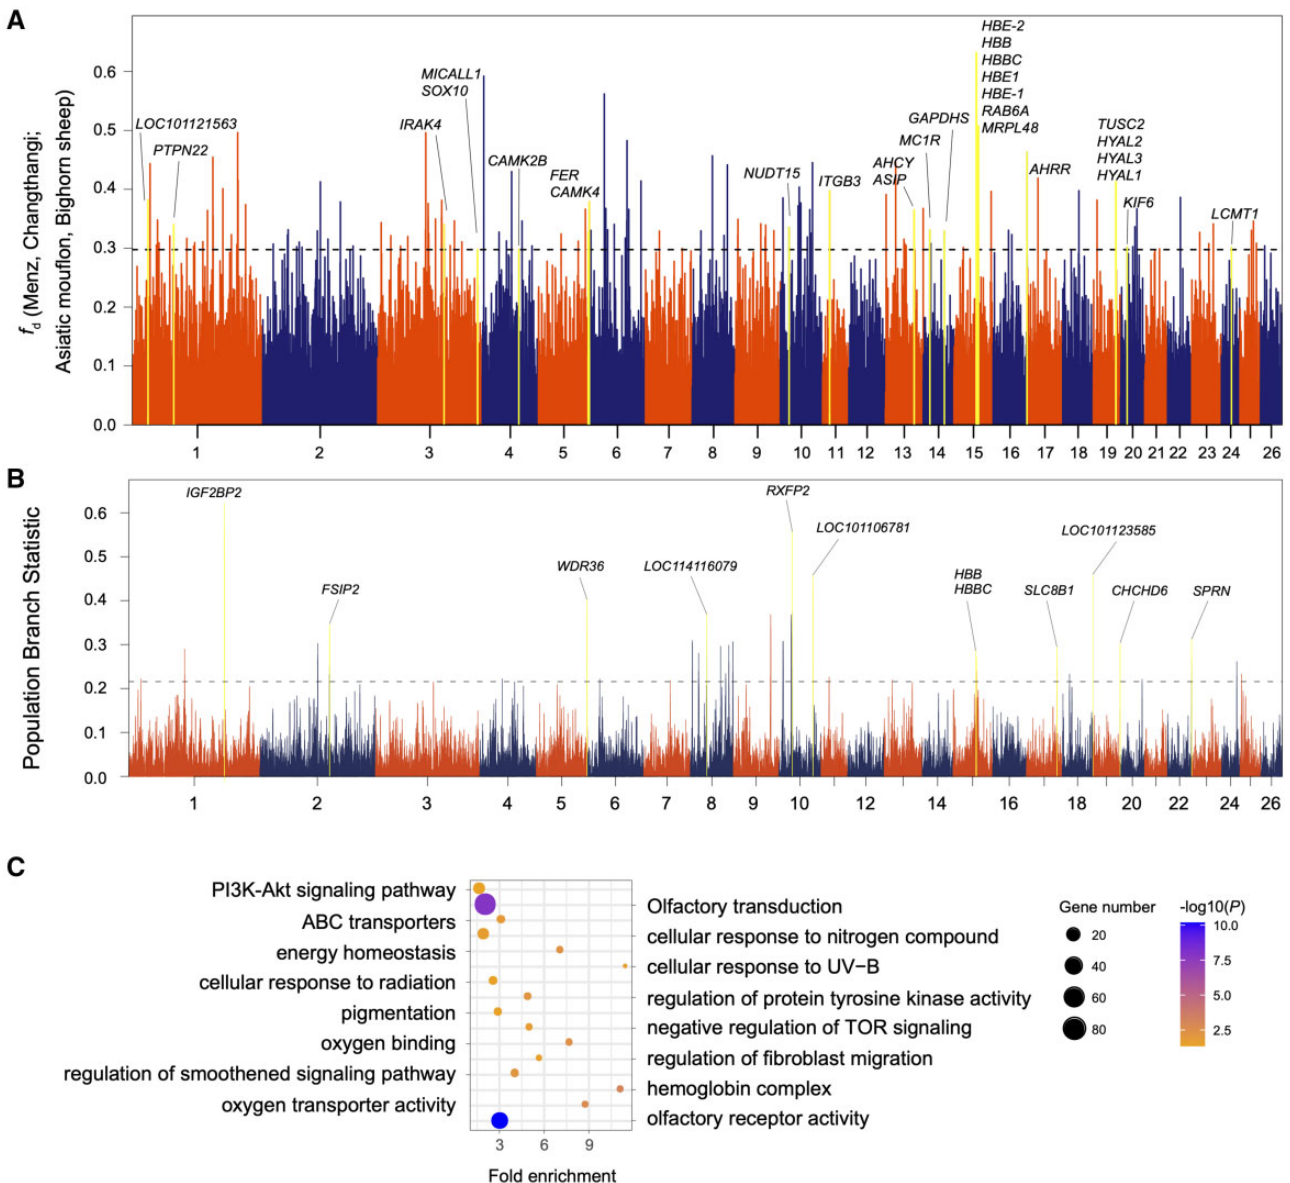 A
f_d (Menz, Changthangi;
Asiatic mouflon, Bighorn sheep)
0.6
0.5
0.4
0.3
0.2
0.1
0.0
LOC101121563
PTPN22
IRAK4
MICALL1
SOX10
CAMK2B
FER
CAMK4
NUDT15
ITGB3
AHCY
ASIP
MC1R
GAPDHS
HBE-2
HBB
HBBC
HBE1
HBE-1
RAB6A
MRPL48
AHRR
TUSC2
HYAL2
HYAL3
HYAL1
KIF6
LCMT1
1 2 3 4 5 6 7 8 9 10 11 12 13 14 15 16 17 18 19 20 21 22 23 24 26
B
Population Branch Statistic
0.6
0.5
0.4
0.3
0.2
0.1
0.0
IGF2BP2
FSIP2
WDR36
LOC114116079
RXFP2
LOC101106781
HBB
HBBC
SLC8B1
LOC101123585
CHCHD6
SPRN
1 2 3 4 5 6 7 8 9 10 12 14 16 18 20 22 24 26
C
PI3K-Akt signaling pathway
Olfactory transduction
ABC transporters
cellular response to nitrogen compound
energy homeostasis
cellular response to UV−B
cellular response to radiation
regulation of protein tyrosine kinase activity
pigmentation
negative regulation of TOR signaling
oxygen binding
regulation of fibroblast migration
regulation of smoothened signaling pathway
hemoglobin complex
oxygen transporter activity
olfactory receptor activity
3 6 9
Fold enrichment
Gene number
20
40
60
80
-log10(P)
10.0
7.5
5.0
2.5